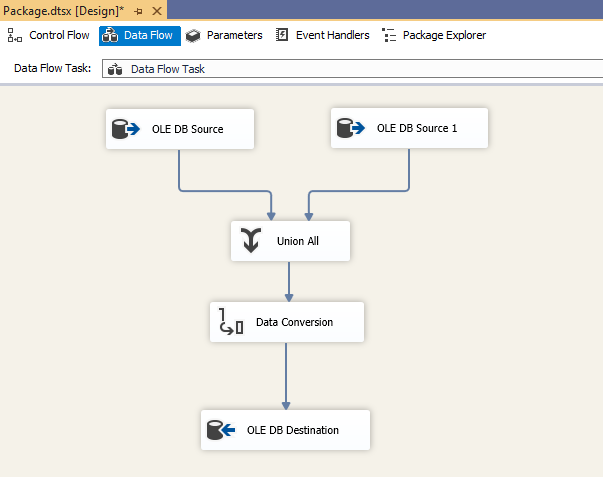 Package.dtsx [Design]*
Control Flow Data Flow Parameters Event Handlers Package Explorer
Data Flow Task: Data Flow Task
OLE DB Source OLE DB Source 1
Union All
Data Conversion
OLE DB Destination